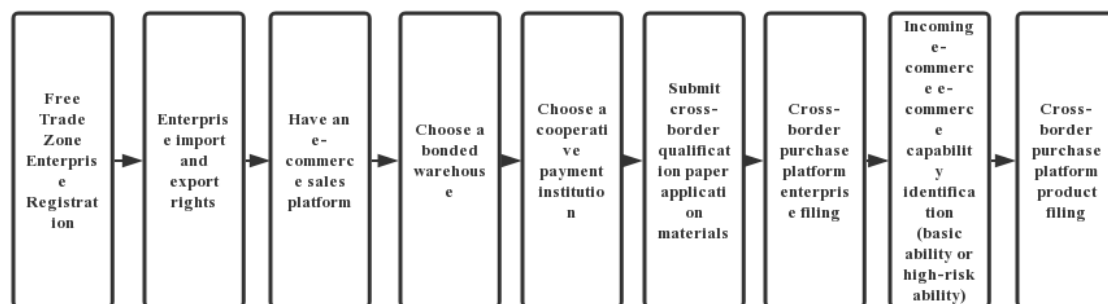 Free
Trade
Zone
Enterpris
e
Registrat
ion
Enterpris
e import
and
export
rights
Have an
e-
commerc
e sales
platform
Choose a
bonded
warehous
e
Choose a
cooperati
ve
payment
institutio
n
Submit
cross-
border
qualificat
ion paper
applicati
on
materials
Cross-
border
purchase
platform
enterpris
e filing
Incoming
e-
commerc
e e-
commerc
e
capabilit
y
identifica
tion
(basic
ability or
high-risk
ability)
Cross-
border
purchase
platform
product
filing